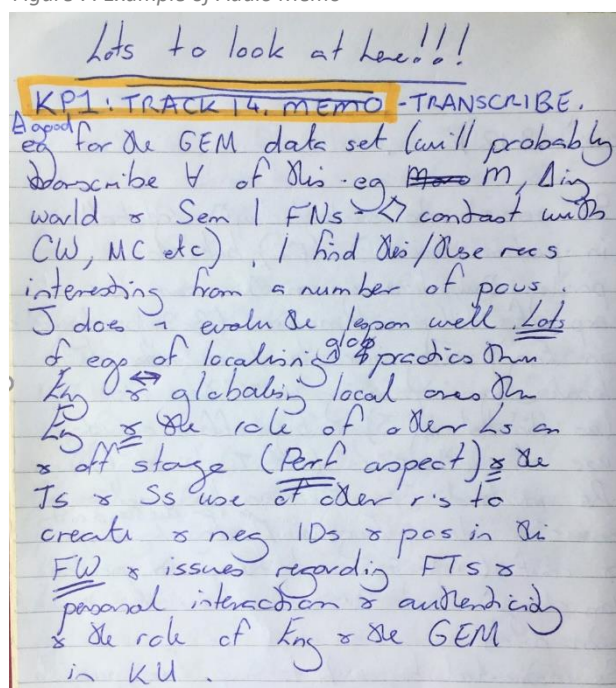 Figure 7: Example of Audio Memo
Lots to look at here!!!
KP1: TRACK 14. MEMO - TRANSCRIBE.
A good
eg for the GEM data set (will probably
transcribe ∀ of this - eg M, Δing
world & Sem 1 FNs - <> contrast with
CW, MC etc). I find this/these recs
interesting from a number of povs.
J does ¬ evalu the lesson well. Lots
of egs of localising glob practices thru
Eng ↔ globalising local ones thru
Eng & the role of other Ls on
& off stage (Perf aspect) & the
Ts & Ss use of other r's to
create & neg IDs & pos in this
FW & issues regarding FTs &
personal interaction & authenticity
& the role of Eng & the GEM
in KU.